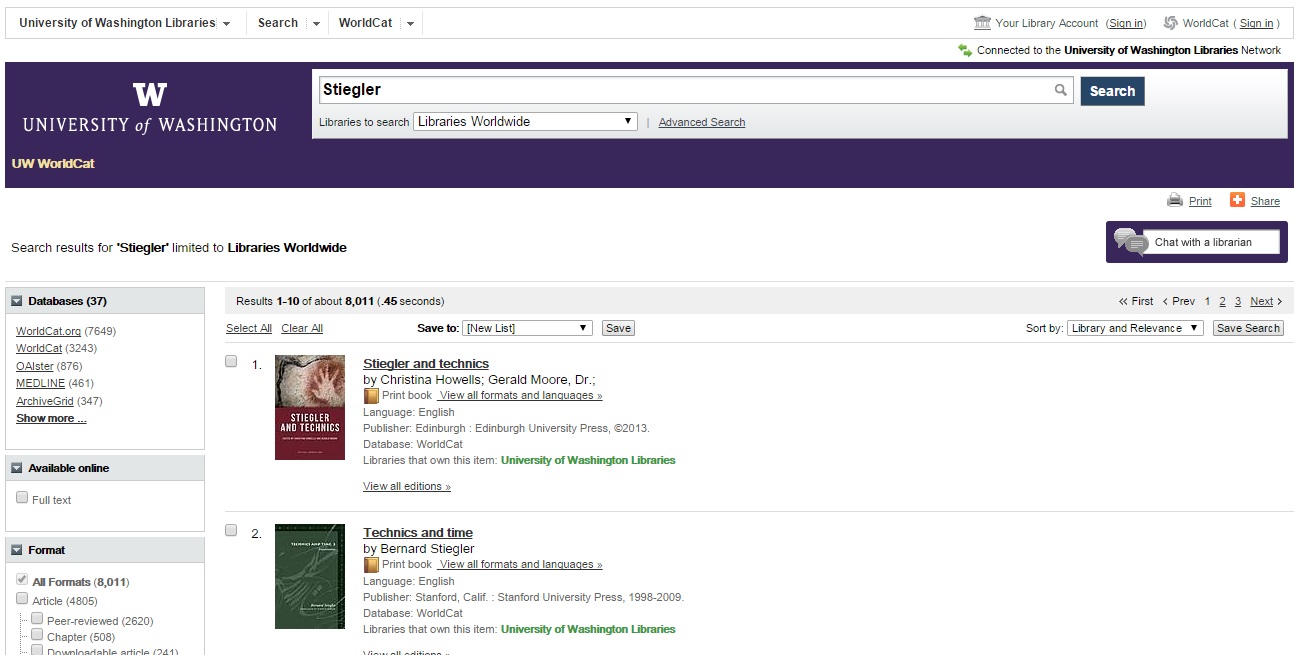 University of Washington Libraries Search WorldCat Your Library Account (Sign in) WorldCat ( Sign in )
Connected to the University of Washington Libraries Network
W
UNIVERSITY of WASHINGTON
UW WorldCat
Stiegler Search
Libraries to search Libraries Worldwide | Advanced Search
Print Share
Search results for 'Stiegler' limited to Libraries Worldwide
Chat with a librarian
Databases (37)
WorldCat.org (7649)
WorldCat (3243)
OAIster (876)
MEDLINE (461)
ArchiveGrid (347)
Show more ...
Available online
Full text
Format
All Formats (8,011)
Article (4805)
Peer-reviewed (2620)
Chapter (508)
Downloadable article (241)
Results 1-10 of about 8,011 (.45 seconds) « First ‹ Prev 1 2 3 Next ›
Select All Clear All Save to: [New List] Save Sort by: Library and Relevance Save Search
1.
STIEGLER
AND TECHNICS
Stiegler and technics
by Christina Howells; Gerald Moore, Dr.;
Print book View all formats and languages »
Language: English
Publisher: Edinburgh : Edinburgh University Press, ©2013.
Database: WorldCat
Libraries that own this item: University of Washington Libraries
View all editions »
2.
TECHNICS AND TIME, 2
Bernard Stiegler
Technics and time
by Bernard Stiegler
Print book View all formats and languages »
Language: English
Publisher: Stanford, Calif. : Stanford University Press, 1998-2009.
Database: WorldCat
Libraries that own this item: University of Washington Libraries
View all editions »